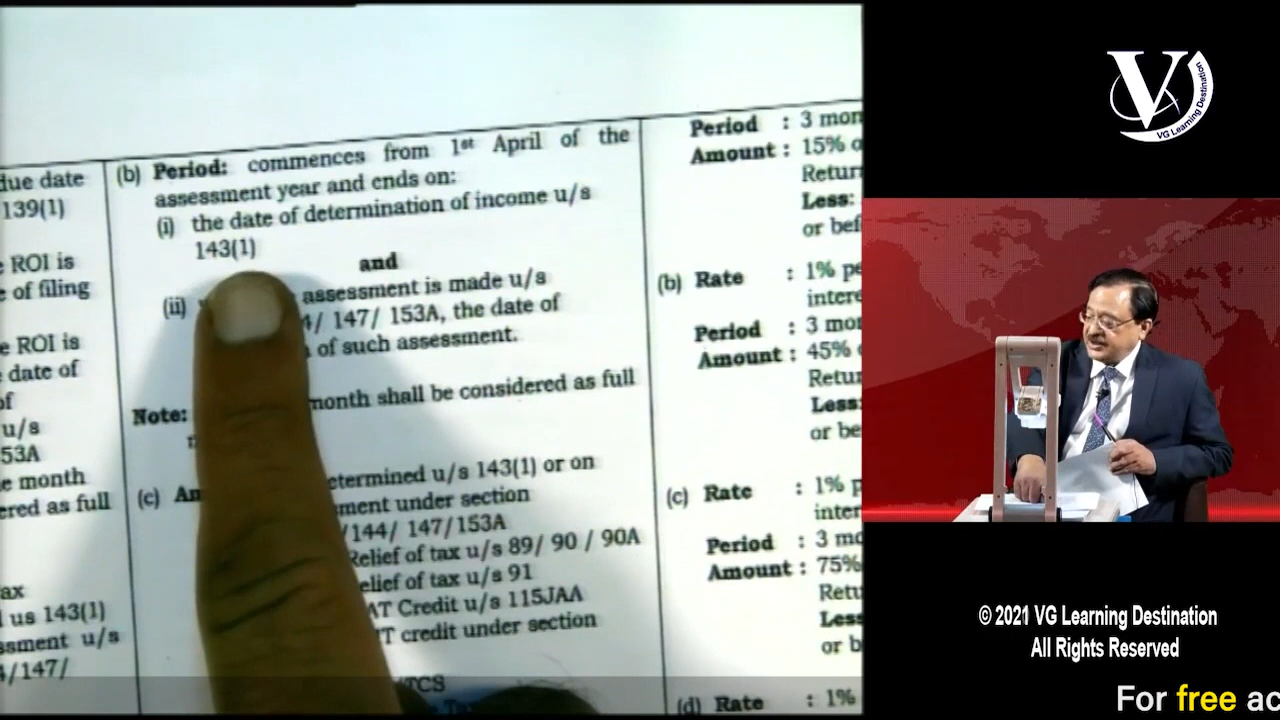 due date
139(1)
ROI is
of filing
e ROI is
date of
of
u/s
53A
e month
ered as full
ax
us 143(1)
ssment u/s
4/147/
(b) Period: commences from 1st April of the
assessment year and ends on:
(i) the date of determination of income u/s
143(1)
and
(ii) assessment is made u/s
4/ 147/ 153A, the date of
of such assessment.
Note: month shall be considered as full
(c) An etermined u/s 143(1) or on
ment under section
/144/ 147/153A
Relief of tax u/s 89/ 90 / 90A
elief of tax u/s 91
AT Credit u/s 115JAA
T credit under section
/TCS
Period : 3 mon
Amount : 15% o
Retur
Less:
or bef
(b) Rate : 1% pe
intere
Period : 3 mor
Amount : 45% o
Retur
Less:
or be
(c) Rate : 1% p
inter
Period : 3 mo
Amount : 75%
Retu
Less
or b
(d) Rate : 1%
V
VG Learning Destination
© 2021 VG Learning Destination
All Rights Reserved
For free ac